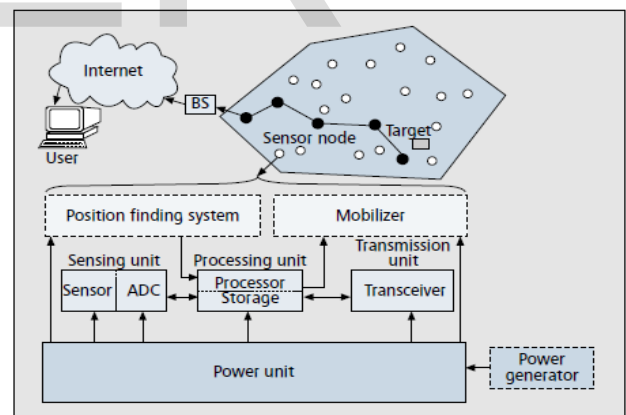 Internet
BS
Sensor node
Target
User
Position finding system
Mobilizer
Sensing unit
Processing unit
Transmission
unit
Sensor
ADC
Processor
Storage
Transceiver
Power unit
Power
generator